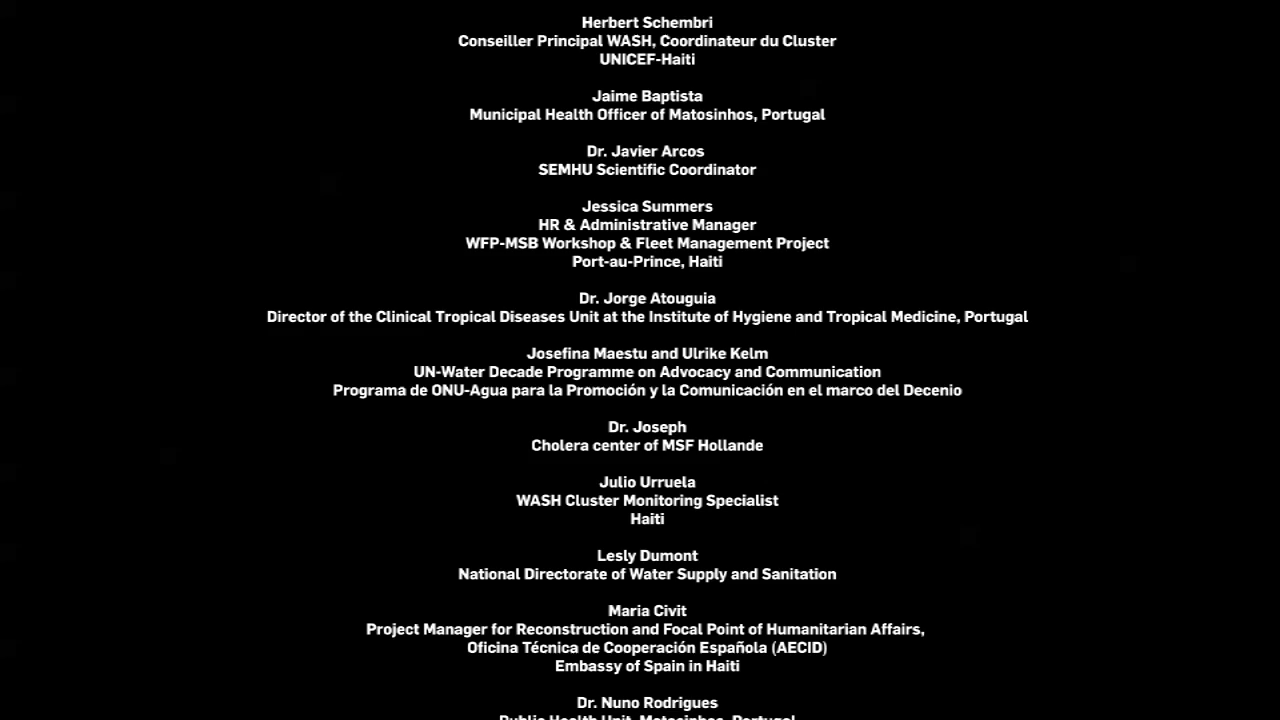 Herbert Schembri
Conseiller Principal WASH, Coordinateur du Cluster
UNICEF-Haiti
Jaime Baptista
Municipal Health Officer of Matosinhos, Portugal
Dr. Javier Arcos
SEMHU Scientific Coordinator
Jessica Summers
HR & Administrative Manager
WFP-MSB Workshop & Fleet Management Project
Port-au-Prince, Haiti
Dr. Jorge Atouguia
Director of the Clinical Tropical Diseases Unit at the Institute of Hygiene and Tropical Medicine, Portugal
Josefina Maestu and Ulrike Kelm
UN-Water Decade Programme on Advocacy and Communication
Programa de ONU-Agua para la Promoción y la Comunicación en el marco del Decenio
Dr. Joseph
Cholera center of MSF Hollande
Julio Urruela
WASH Cluster Monitoring Specialist
Haiti
Lesly Dumont
National Directorate of Water Supply and Sanitation
Maria Civit
Project Manager for Reconstruction and Focal Point of Humanitarian Affairs,
Oficina Técnica de Cooperación Española (AECID)
Embassy of Spain in Haiti
Dr. Nuno Rodrigues
Public Health Unit, Matosinhos, Portugal